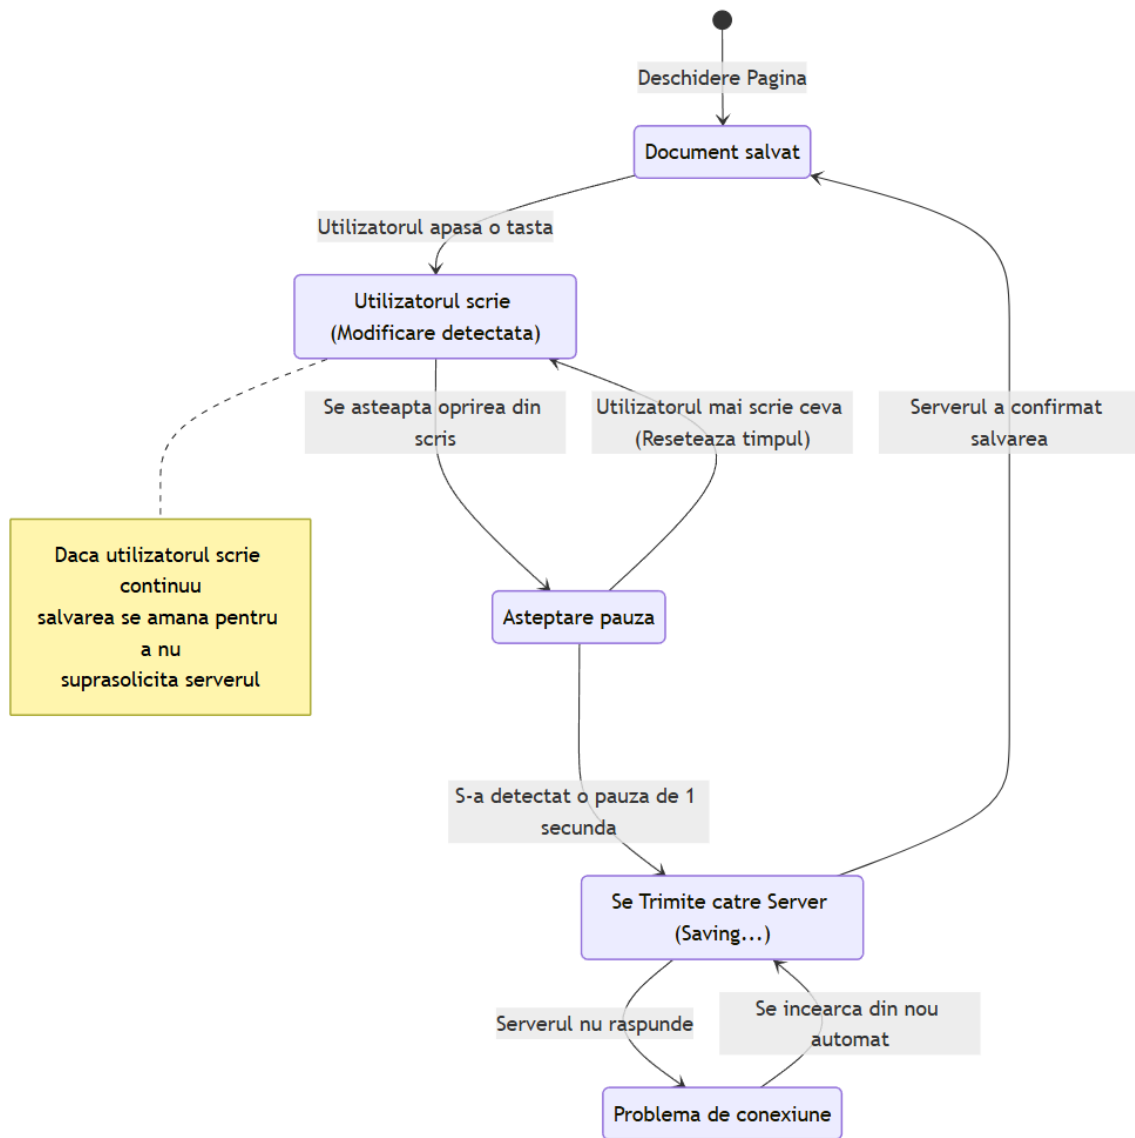 Deschidere Pagina
Document salvat
Utilizatorul apasa o tasta
Utilizatorul scrie
(Modificare detectata)
Se asteapta oprirea din
scris
Utilizatorul mai scrie ceva
(Reseteaza timpul)
Serverul a confirmat
salvarea
Daca utilizatorul scrie
continuu
salvarea se amana pentru
a nu
suprasolicita serverul
Asteptare pauza
S-a detectat o pauza de 1
secunda
Se Trimite catre Server
(Saving...)
Serverul nu raspunde
Se incearca din nou
automat
Problema de conexiune